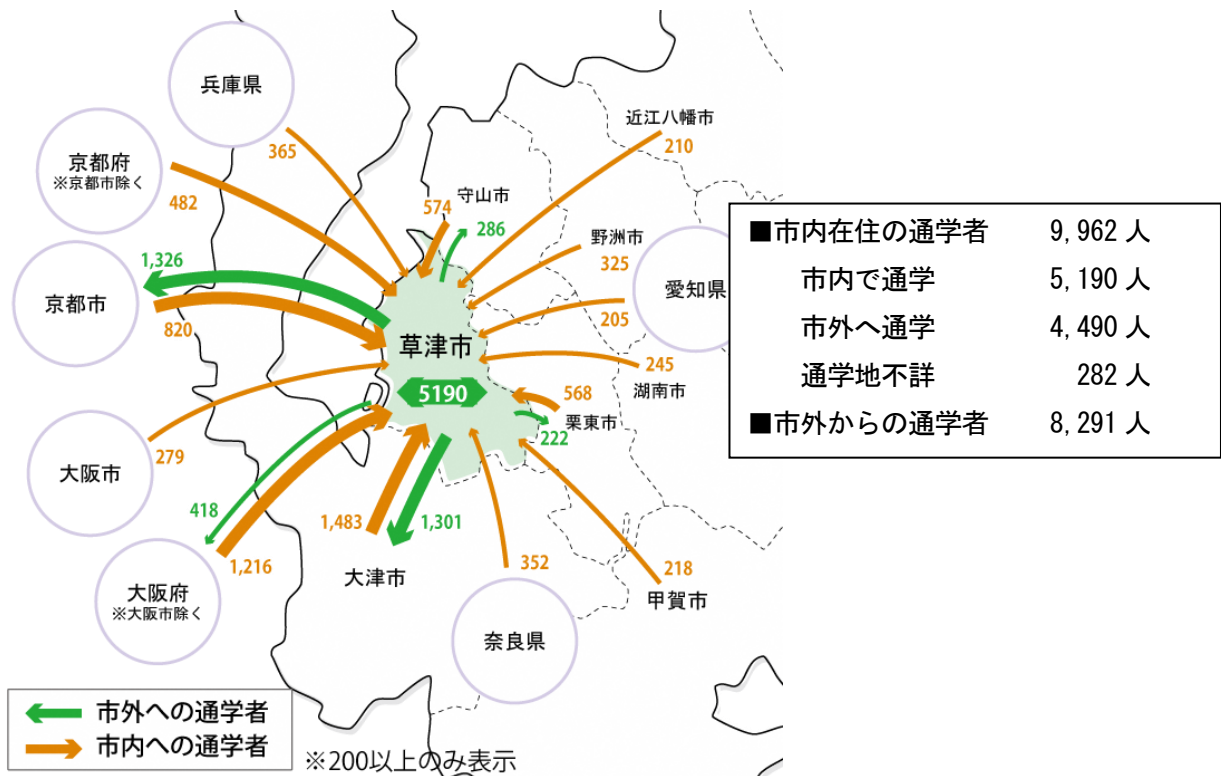 兵庫県
365
京都府
※京都市除く
482
京都市
1,326
820
大阪市
279
大阪府
※大阪市除く
418
1,216
大津市
1,483
1,301
奈良県
352
甲賀市
218
栗東市
568
222
湖南市
245
愛知県
205
野洲市
325
近江八幡市
210
守山市
574
286
草津市
5190
市外への通学者
市内への通学者
※200以上のみ表示
■市内在住の通学者 9,962 人
市内で通学 5,190 人
市外へ通学 4,490 人
通学地不詳 282 人
■市外からの通学者 8,291 人